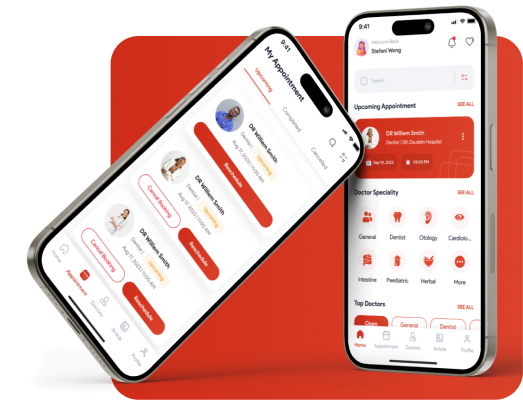 9:41
My Appointment
Upcoming
Completed
Cancelled
DR William Smith
Dentist |
Upcoming
Aug 17, 2023 | 11:00 AM
Reschedule
DR William Smith
Dentist |
Upcoming
Aug 17, 2023 | 11:00 AM
Cancel Booking
Reschedule
DR William Smith
Dentist |
Upcoming
Aug 17, 2023 | 11:00 AM
Cancel Booking
Reschedule
Home
Appointment
Doctors
Article
Profile
9:41
Welcome Back,
Stefani Wong
Search
Upcoming Appointment
SEE ALL
DR William Smith
Dentist | DR Zauddin Hospital
Sep 10, 2023
05:00 PM
Doctor Speciality
SEE ALL
General
Dentist
Otology
Cardiolo...
Intestine
Paediatric
Herbal
More
Top Doctors
SEE ALL
Open
General
Dentist
Home
Appointment
Doctors
Article
Profile